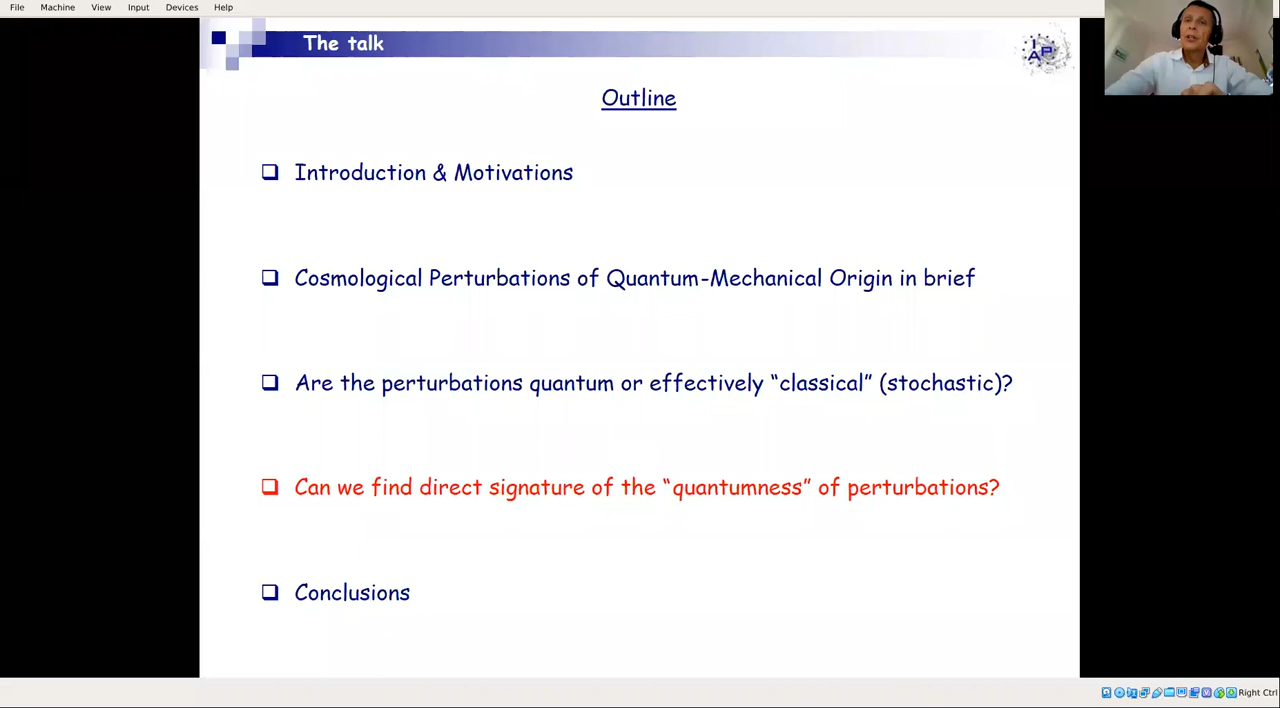 File Machine View Input Devices Help
The talk
IAP
Outline
Introduction & Motivations
Cosmological Perturbations of Quantum-Mechanical Origin in brief
Are the perturbations quantum or effectively “classical” (stochastic)?
Can we find direct signature of the “quantumness” of perturbations?
Conclusions
Right Ctrl